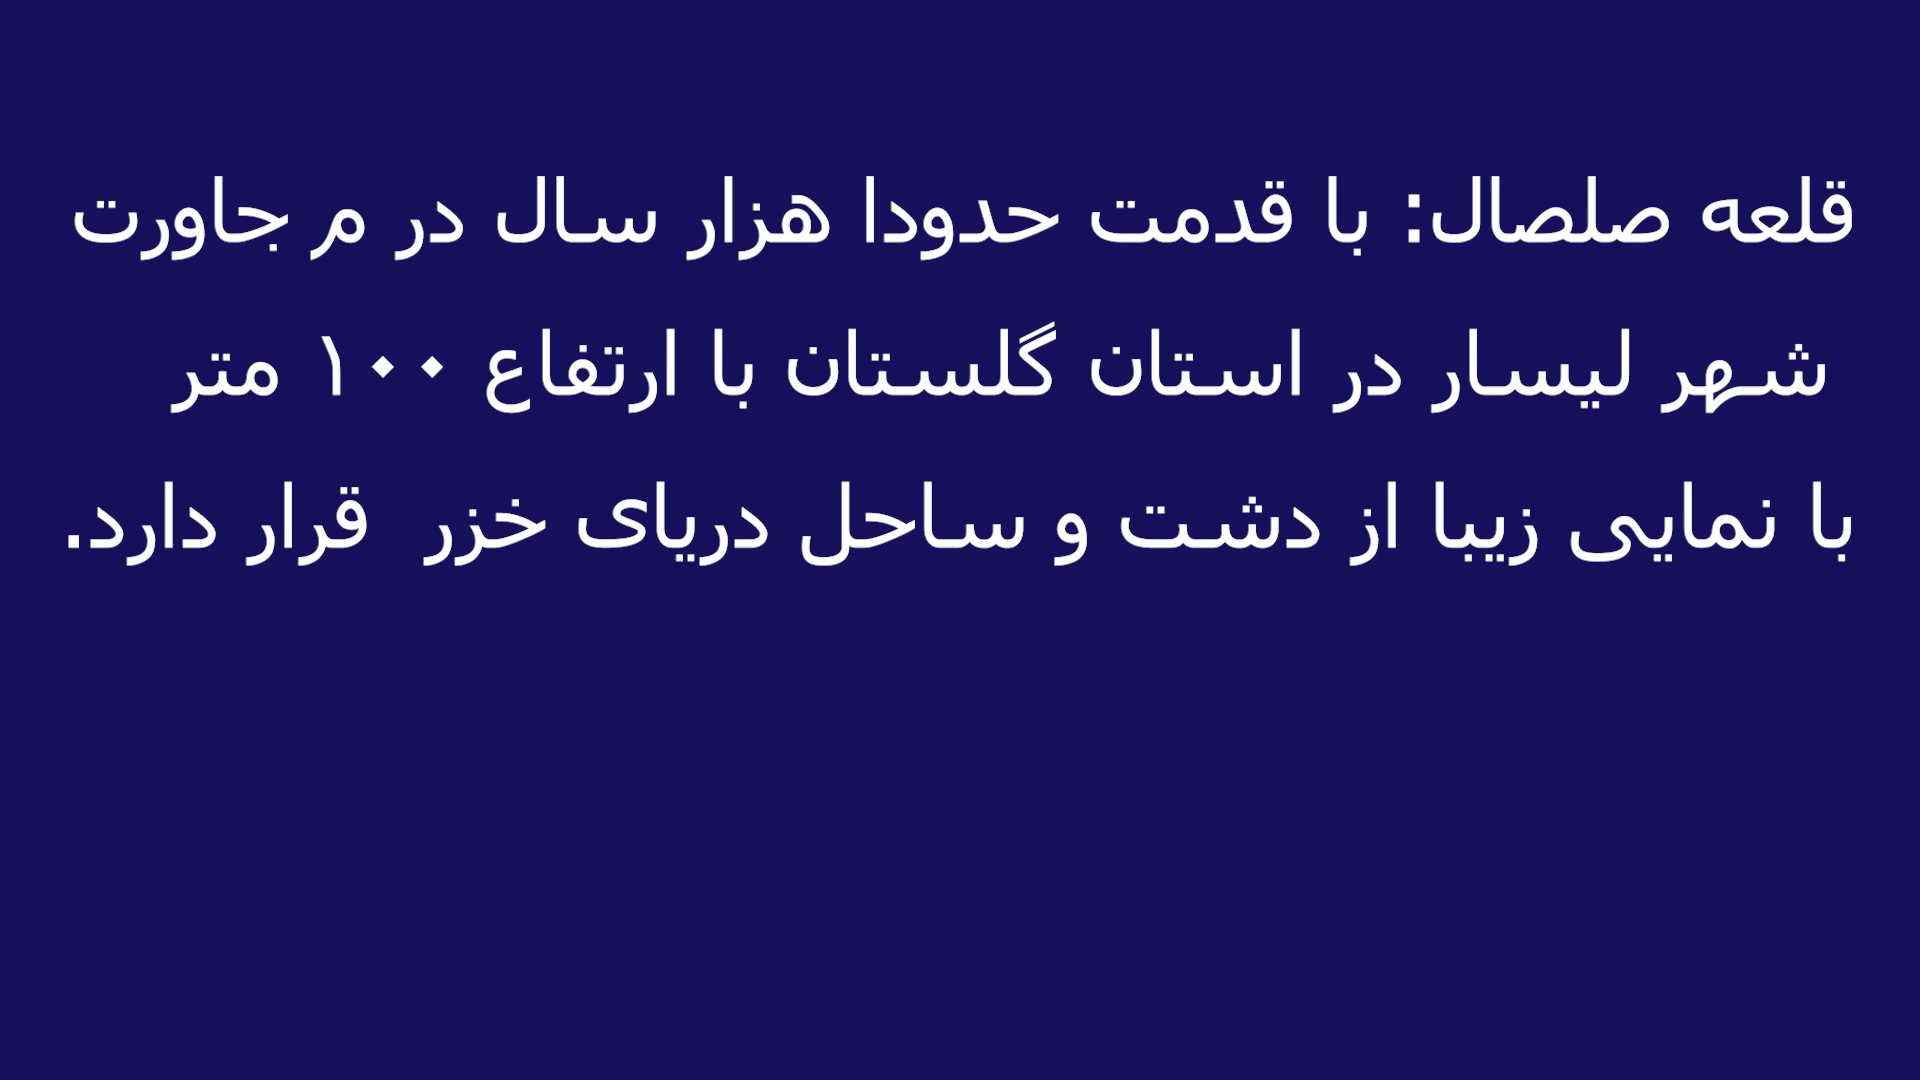 قلعه صلصال: با قدمت حدودا هزار سال در م جاورت
شهر لیسار در استان گلستان با ارتفاع ۱۰۰ متر
با نمایی زیبا از دشت و ساحل دریای خزر  قرار دارد.